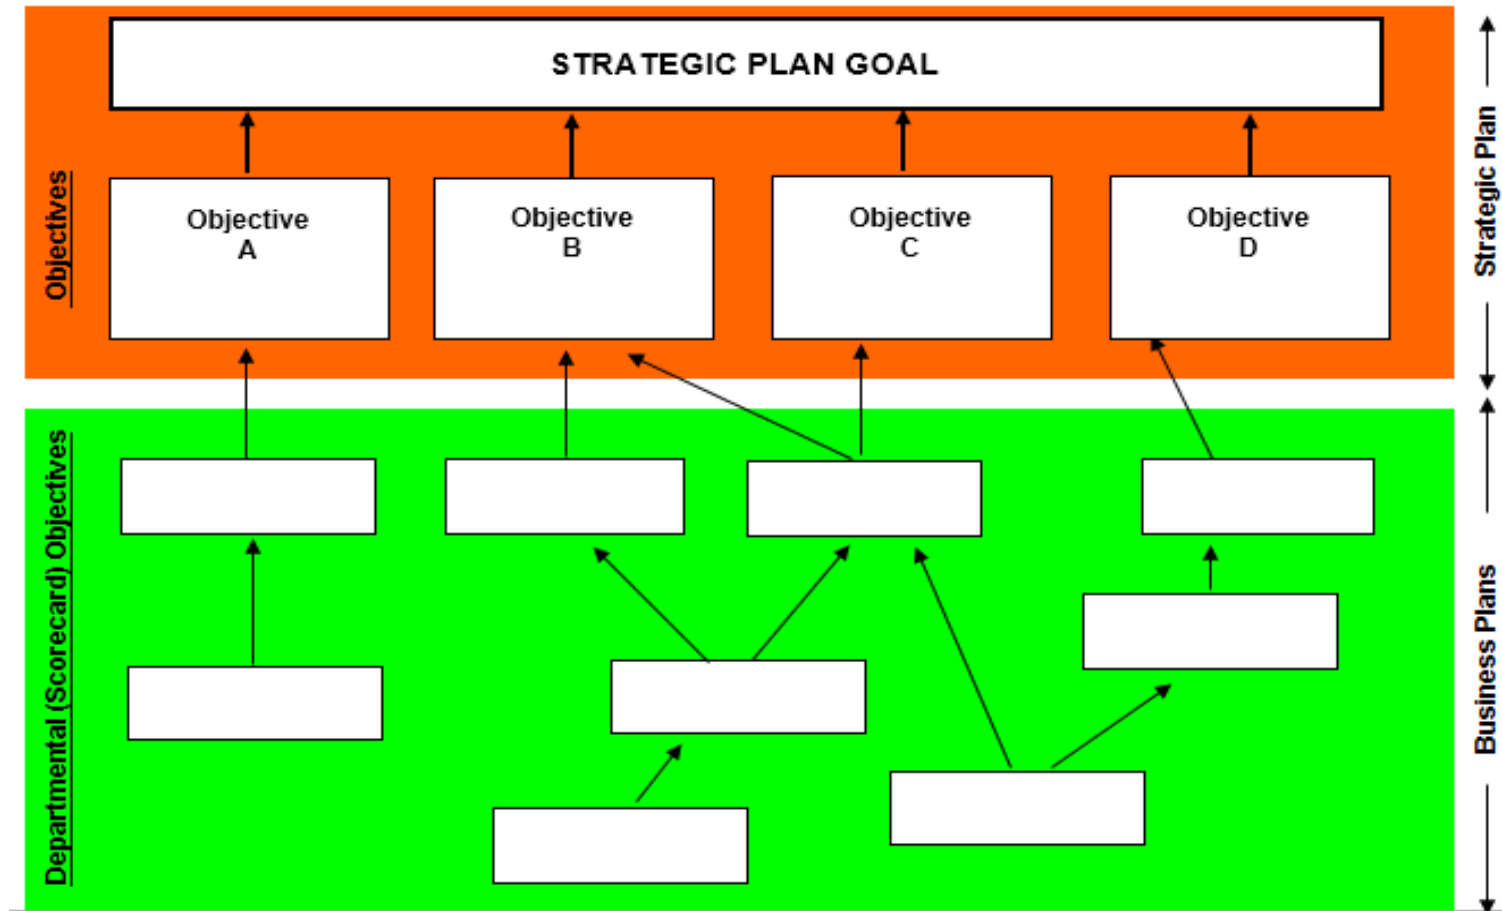 STRATEGIC PLAN GOAL
Objectives
Objective
A
Objective
B
Objective
C
Objective
D
Strategic Plan
Departmental (Scorecard) Objectives
Business Plans